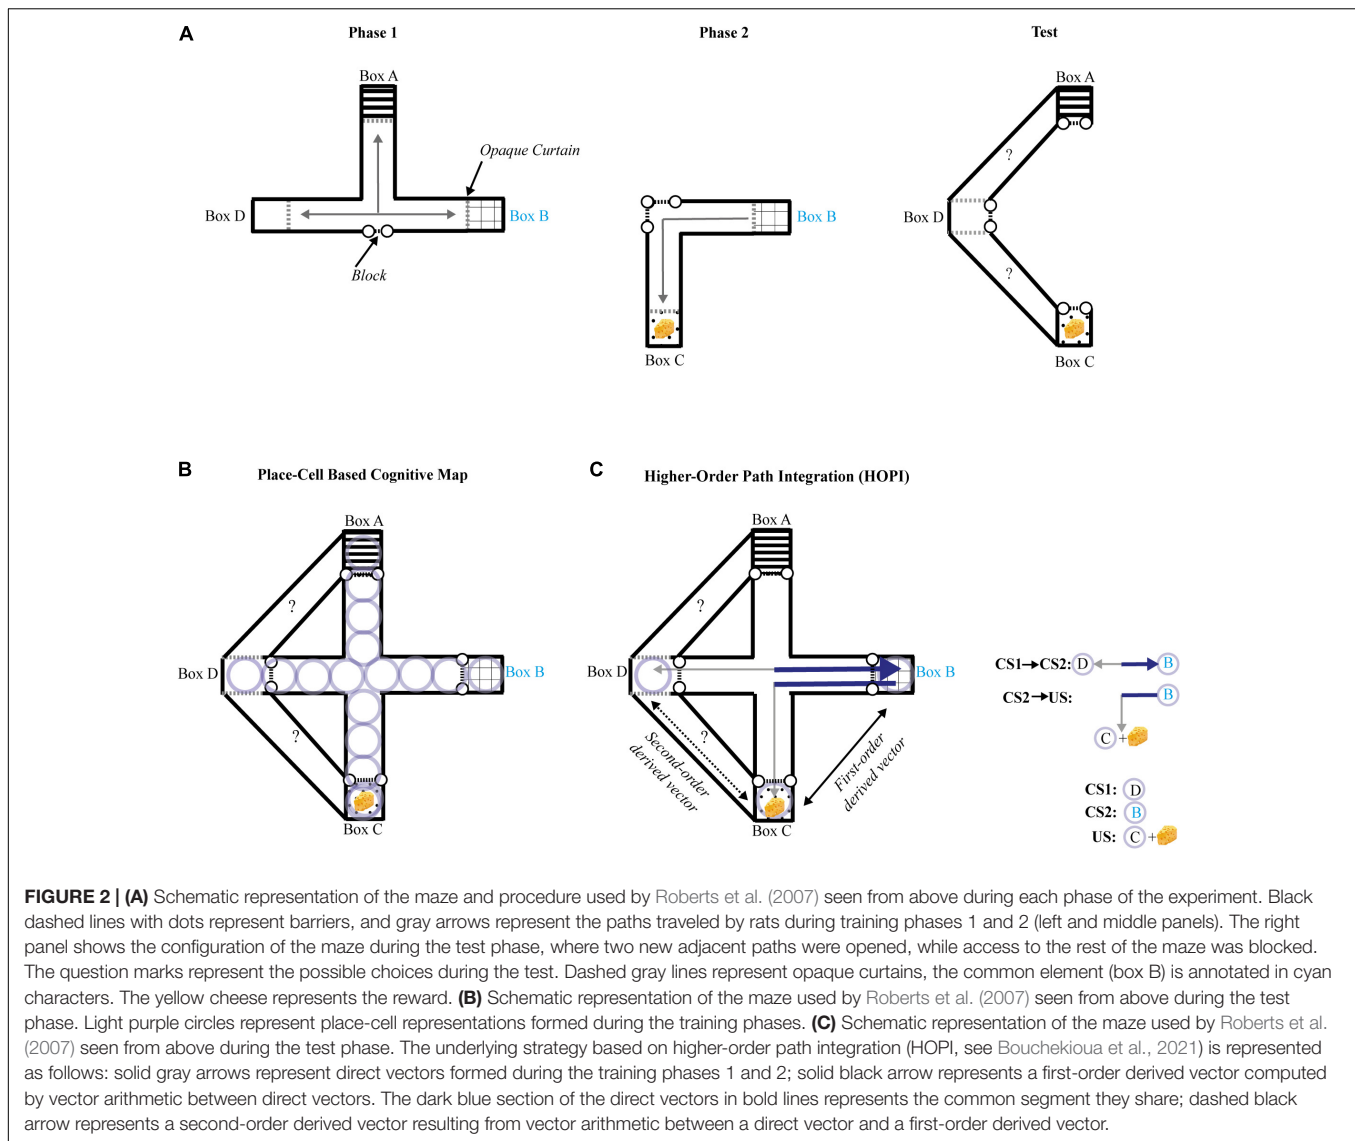 A
Phase 1
Phase 2
Test
Box A
Opaque Curtain
Box D
Box B
Block
Box B
Box C
Box A
?
Box D
?
Box C
B
Place-Cell Based Cognitive Map
C
Higher-Order Path Integration (HOPI)
Box A
?
Box D
Box B
?
Box C
Box A
?
Box D
Box B
?
Second-order
derived vector
First-order
derived vector
Box C
CS1→CS2: D B
CS2→US: B
C +
CS1: D
CS2: B
US: C +
FIGURE 2 | (A) Schematic representation of the maze and procedure used by Roberts et al. (2007) seen from above during each phase of the experiment. Black
dashed lines with dots represent barriers, and gray arrows represent the paths traveled by rats during training phases 1 and 2 (left and middle panels). The right
panel shows the configuration of the maze during the test phase, where two new adjacent paths were opened, while access to the rest of the maze was blocked.
The question marks represent the possible choices during the test. Dashed gray lines represent opaque curtains, the common element (box B) is annotated in cyan
characters. The yellow cheese represents the reward. (B) Schematic representation of the maze used by Roberts et al. (2007) seen from above during the test
phase. Light purple circles represent place-cell representations formed during the training phases. (C) Schematic representation of the maze used by Roberts et al.
(2007) seen from above during the test phase. The underlying strategy based on higher-order path integration (HOPI, see Bouchekioua et al., 2021) is represented
as follows: solid gray arrows represent direct vectors formed during the training phases 1 and 2; solid black arrow represents a first-order derived vector computed
by vector arithmetic between direct vectors. The dark blue section of the direct vectors in bold lines represents the common segment they share; dashed black
arrow represents a second-order derived vector resulting from vector arithmetic between a direct vector and a first-order derived vector.